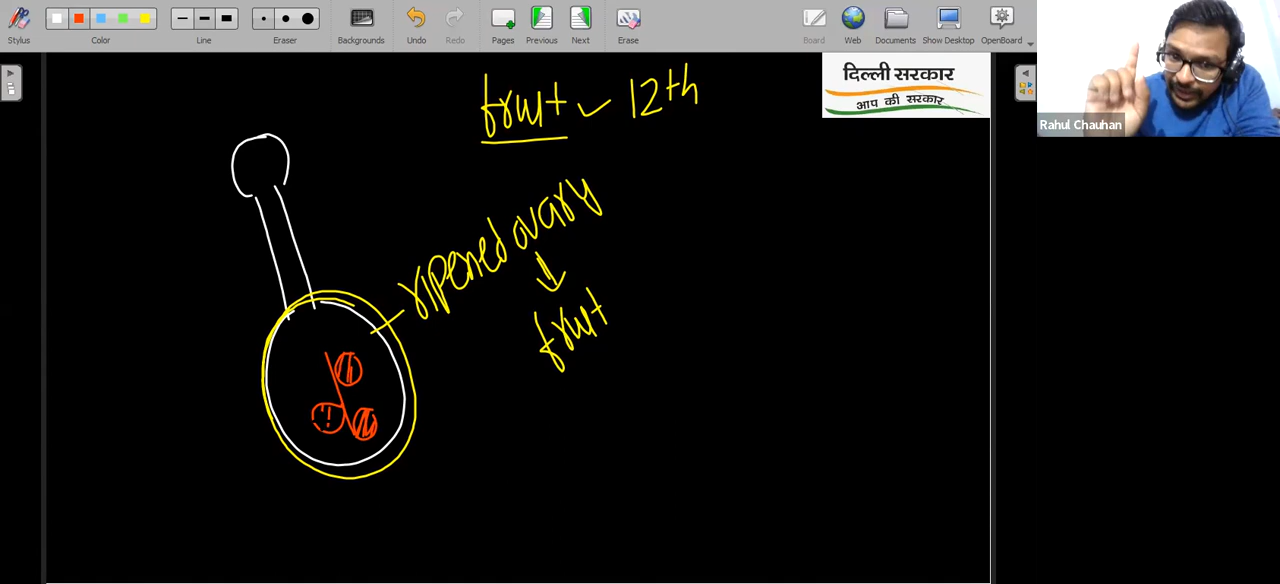 Stylus
Color
Line
Eraser
Backgrounds
Undo
Redo
Pages
Previous
Next
Erase
Board
Web
Documents
Show Desktop
OpenBoard
fruit ✓ 12th
दिल्ली सरकार
आप की सरकार
Rahul Chauhan
ripened ovary
↓
fruit